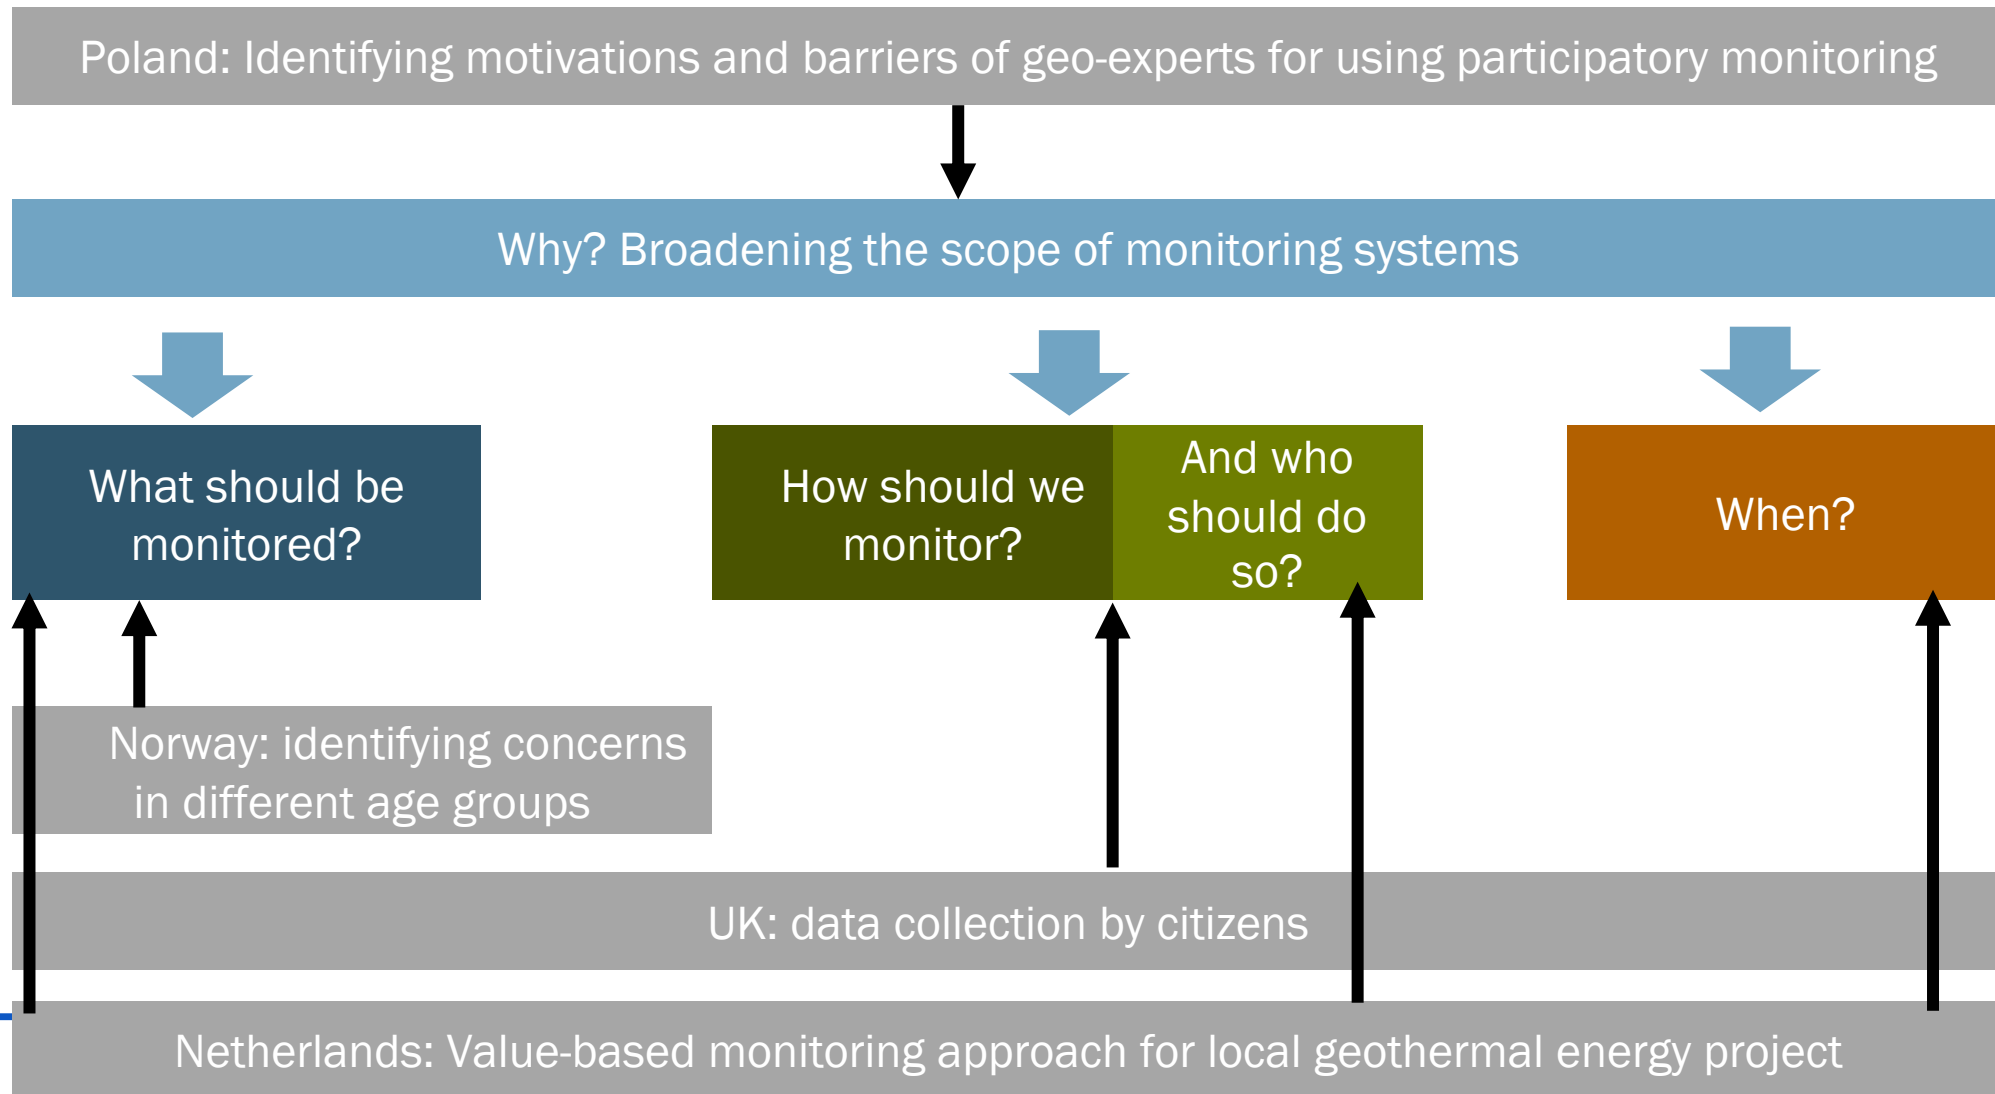 Poland: Identifying motivations and barriers of geo-experts for using participatory monitoring
Why? Broadening the scope of monitoring systems
What should be
monitored?
How should we
monitor?
And who
should do
so?
When?
Norway: identifying concerns
in different age groups
UK: data collection by citizens
Netherlands: Value-based monitoring approach for local geothermal energy project